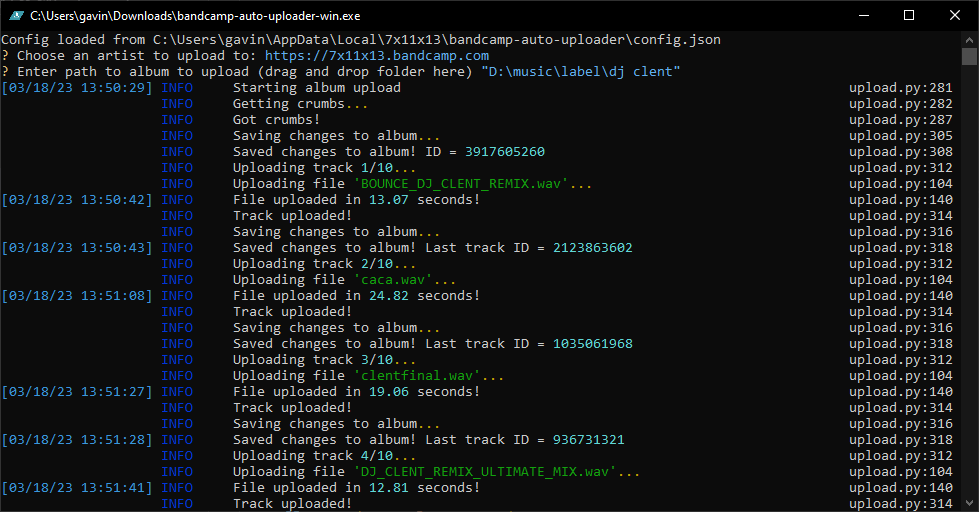 C:\Users\gavin\Downloads\bandcamp-auto-uploader-win.exe
Config loaded from C:\Users\gavin\AppData\Local\7x11x13\bandcamp-auto-uploader\config.json
? Choose an artist to upload to: https://7x11x13.bandcamp.com
? Enter path to album to upload (drag and drop folder here) "D:\music\label\dj clent"
[03/18/23 13:50:29] INFO Starting album upload upload.py:281
INFO Getting crumbs... upload.py:282
INFO Got crumbs! upload.py:287
INFO Saving changes to album... upload.py:305
INFO Saved changes to album! ID = 3917605260 upload.py:308
INFO Uploading track 1/10... upload.py:312
INFO Uploading file 'BOUNCE_DJ_CLENT_REMIX.wav'... upload.py:104
[03/18/23 13:50:42] INFO File uploaded in 13.07 seconds! upload.py:140
INFO Track uploaded! upload.py:314
INFO Saving changes to album... upload.py:316
[03/18/23 13:50:43] INFO Saved changes to album! Last track ID = 2123863602 upload.py:318
INFO Uploading track 2/10... upload.py:312
INFO Uploading file 'caca.wav'... upload.py:104
[03/18/23 13:51:08] INFO File uploaded in 24.82 seconds! upload.py:140
INFO Track uploaded! upload.py:314
INFO Saving changes to album... upload.py:316
INFO Saved changes to album! Last track ID = 1035061968 upload.py:318
INFO Uploading track 3/10... upload.py:312
INFO Uploading file 'clentfinal.wav'... upload.py:104
[03/18/23 13:51:27] INFO File uploaded in 19.06 seconds! upload.py:140
INFO Track uploaded! upload.py:314
INFO Saving changes to album... upload.py:316
[03/18/23 13:51:28] INFO Saved changes to album! Last track ID = 936731321 upload.py:318
INFO Uploading track 4/10... upload.py:312
INFO Uploading file 'DJ_CLENT_REMIX_ULTIMATE_MIX.wav'... upload.py:104
[03/18/23 13:51:41] INFO File uploaded in 12.81 seconds! upload.py:140
INFO Track uploaded! upload.py:314